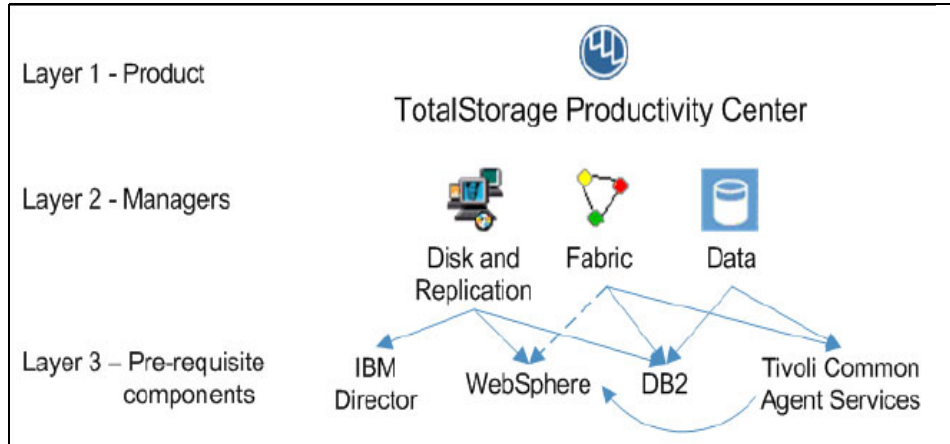 Layer 1 - Product
TotalStorage Productivity Center
Layer 2 - Managers
Disk and
Replication
Fabric
Data
Layer 3 – Pre-requisite
components
IBM
Director
WebSphere
DB2
Tivoli Common
Agent Services